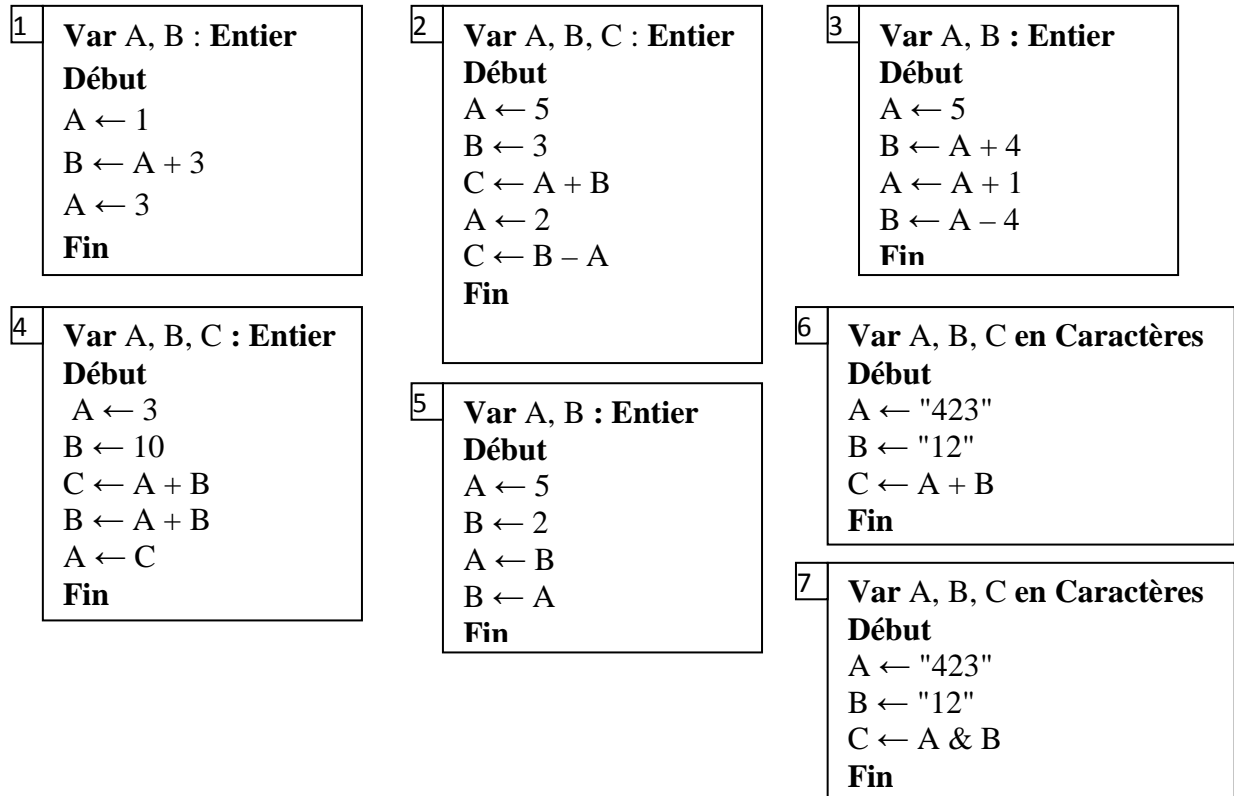 1
Var A, B : Entier
Début
A ← 1
B ← A + 3
A ← 3
Fin
2
Var A, B, C : Entier
Début
A ← 5
B ← 3
C ← A + B
A ← 2
C ← B – A
Fin
3
Var A, B : Entier
Début
A ← 5
B ← A + 4
A ← A + 1
B ← A – 4
Fin
4
Var A, B, C : Entier
Début
A ← 3
B ← 10
C ← A + B
B ← A + B
A ← C
Fin
5
Var A, B : Entier
Début
A ← 5
B ← 2
A ← B
B ← A
Fin
6
Var A, B, C en Caractères
Début
A ← "423"
B ← "12"
C ← A + B
Fin
7
Var A, B, C en Caractères
Début
A ← "423"
B ← "12"
C ← A & B
Fin